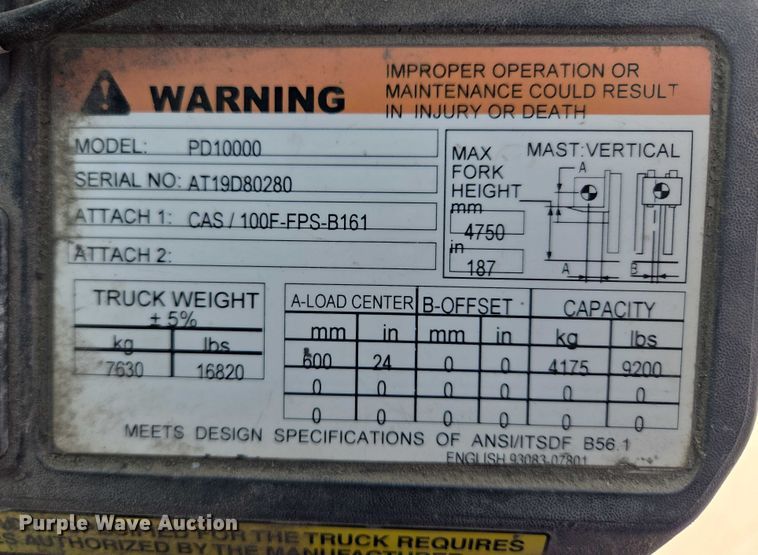 WARNING
IMPROPER OPERATION OR
MAINTENANCE COULD RESULT
IN INJURY OR DEATH
MODEL: PD10000
SERIAL NO: AT19D80280
ATTACH 1: CAS / 100F-FPS-B161
ATTACH 2:
MAX
FORK
HEIGHT
mm
4750
in
187
MAST:VERTICAL
A
A
B
TRUCK WEIGHT
± 5%
kg lbs
7630 16820
A-LOAD CENTER B-OFFSET CAPACITY
mm in mm in kg lbs
600 24 0 0 4175 9200
0 0 0 0 0 0
0 0 0 0 0 0
MEETS DESIGN SPECIFICATIONS OF ANSI/ITSDF B56.1
ENGLISH 93083-07801
Purple Wave Auction
FOR THE TRUCK REQUIRES
AS AUTHORIZED BY THE MANUFACTURER